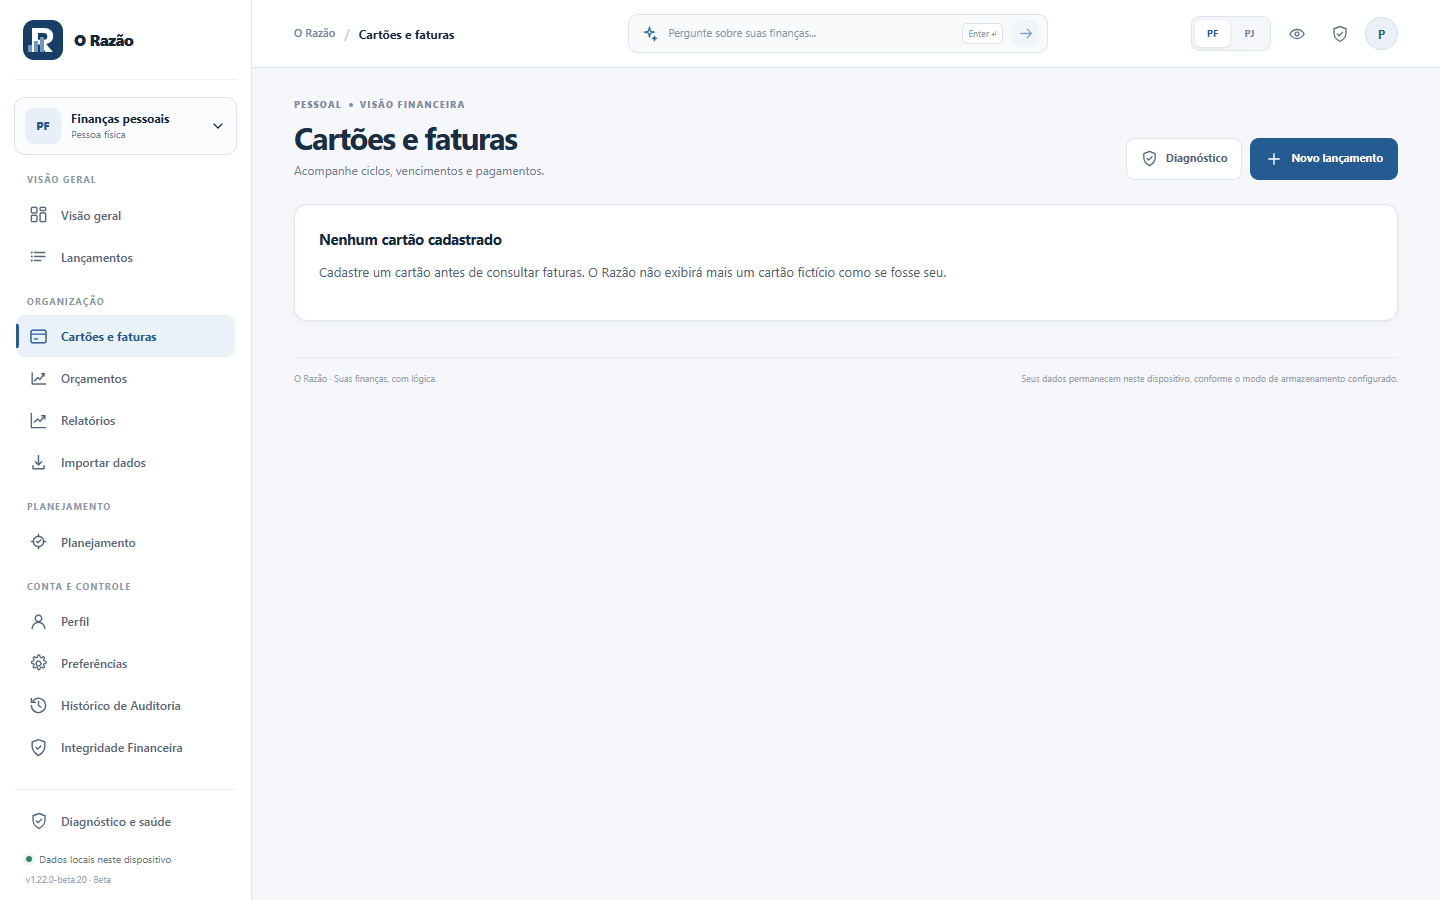 O Razão
PF
Finanças pessoais
Pessoa física
VISÃO GERAL
Visão geral
Lançamentos
ORGANIZAÇÃO
Cartões e faturas
Orçamentos
Relatórios
Importar dados
PLANEJAMENTO
Planejamento
CONTA E CONTROLE
Perfil
Preferências
Histórico de Auditoria
Integridade Financeira
Diagnóstico e saúde
Dados locais neste dispositivo
v1.22.0-beta.20 · Beta
O Razão / Cartões e faturas
Pergunte sobre suas finanças...
Enter ↵
PF PJ
P
PESSOAL • VISÃO FINANCEIRA
Cartões e faturas
Acompanhe ciclos, vencimentos e pagamentos.
Diagnóstico
Novo lançamento
Nenhum cartão cadastrado
Cadastre um cartão antes de consultar faturas. O Razão não exibirá mais um cartão fictício como se fosse seu.
O Razão · Suas finanças, com lógica.
Seus dados permanecem neste dispositivo, conforme o modo de armazenamento configurado.